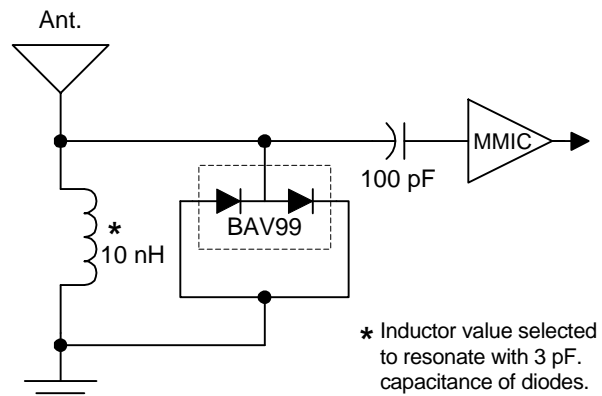 Ant.
MMIC
100 pF
BAV99
*
10 nH
* Inductor value selected
to resonate with 3 pF.
capacitance of diodes.